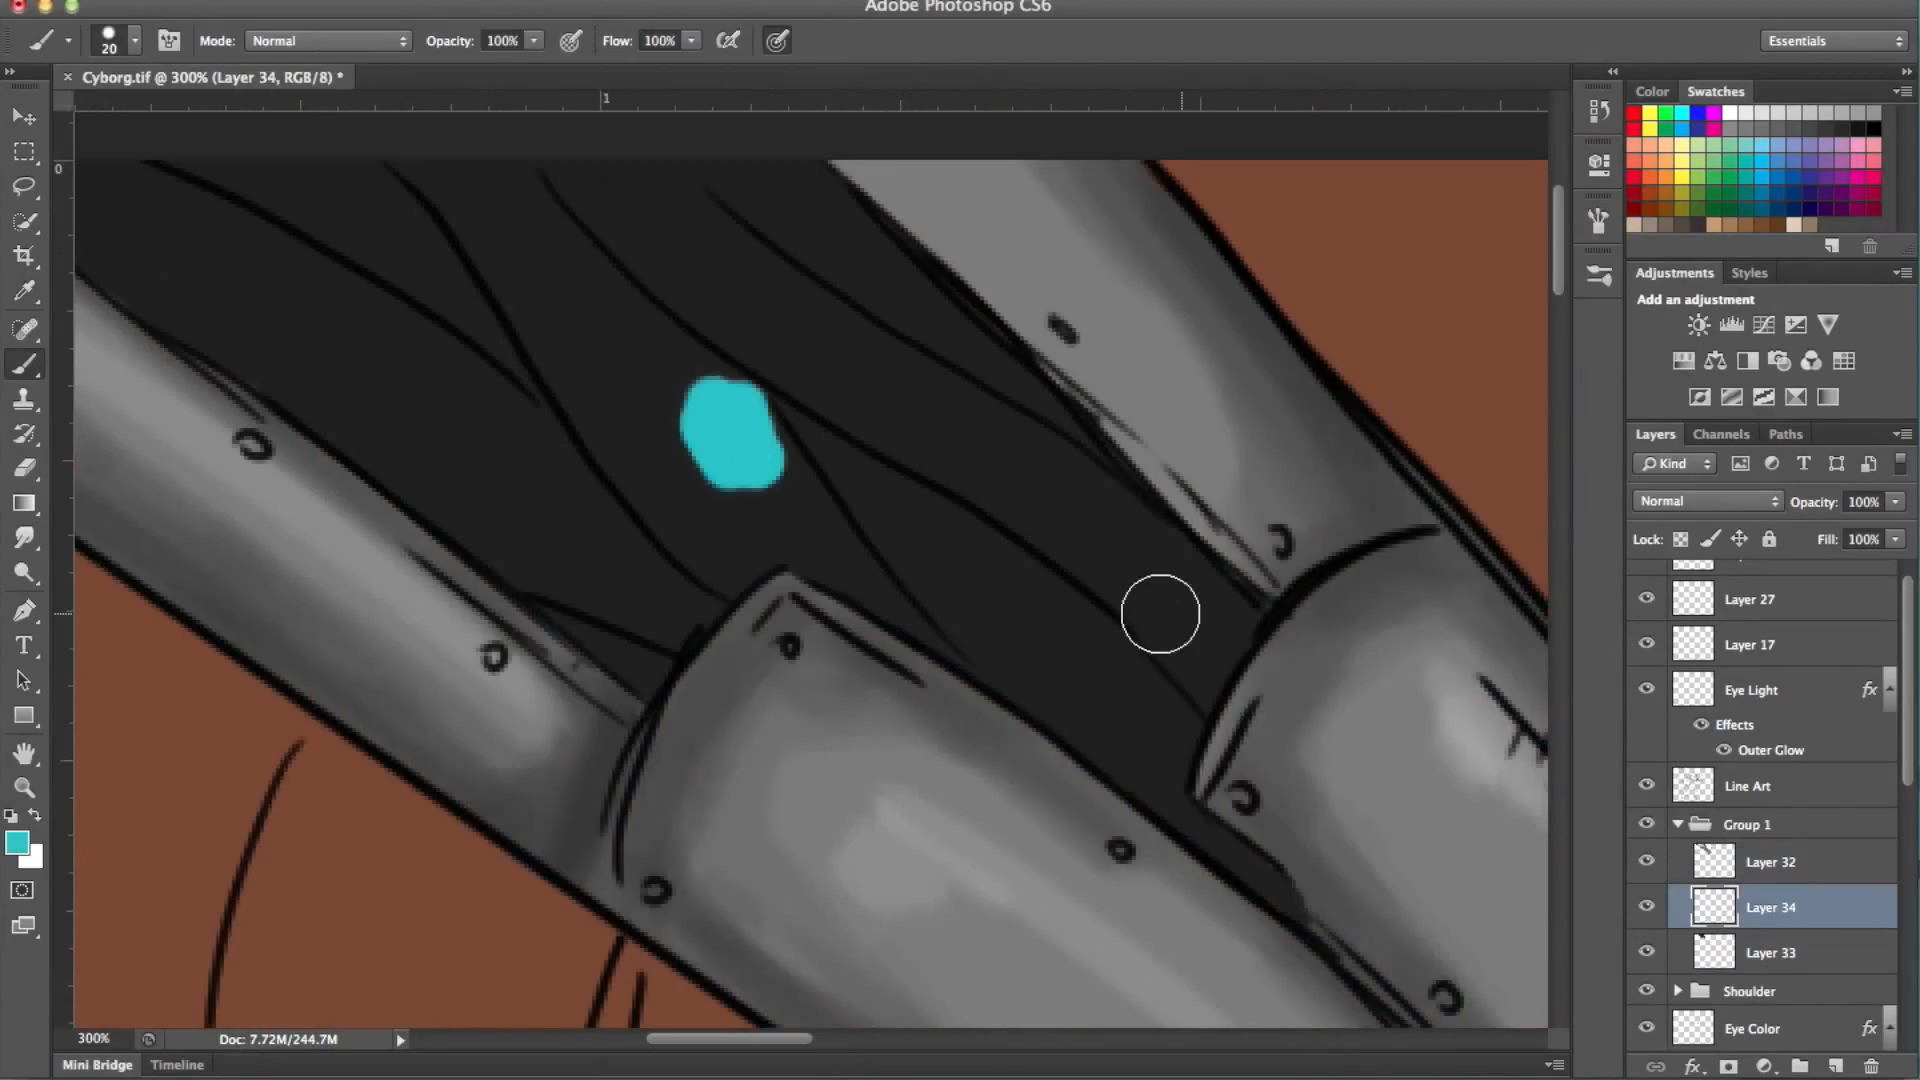 Adobe Photoshop CS6
20 Mode: Normal Opacity: 100% Flow: 100% Essentials
× Cyborg.tif @ 300% (Layer 34, RGB/8) *
1
0
Color Swatches
Adjustments Styles
Add an adjustment
Layers Channels Paths
Kind
Normal Opacity: 100%
Lock: Fill: 100%
Layer 27
Layer 17
Eye Light fx
Effects
Outer Glow
Line Art
Group 1
Layer 32
Layer 34
Layer 33
Shoulder
Eye Color fx
300% Doc: 7.72M/244.7M
Mini Bridge Timeline
fx